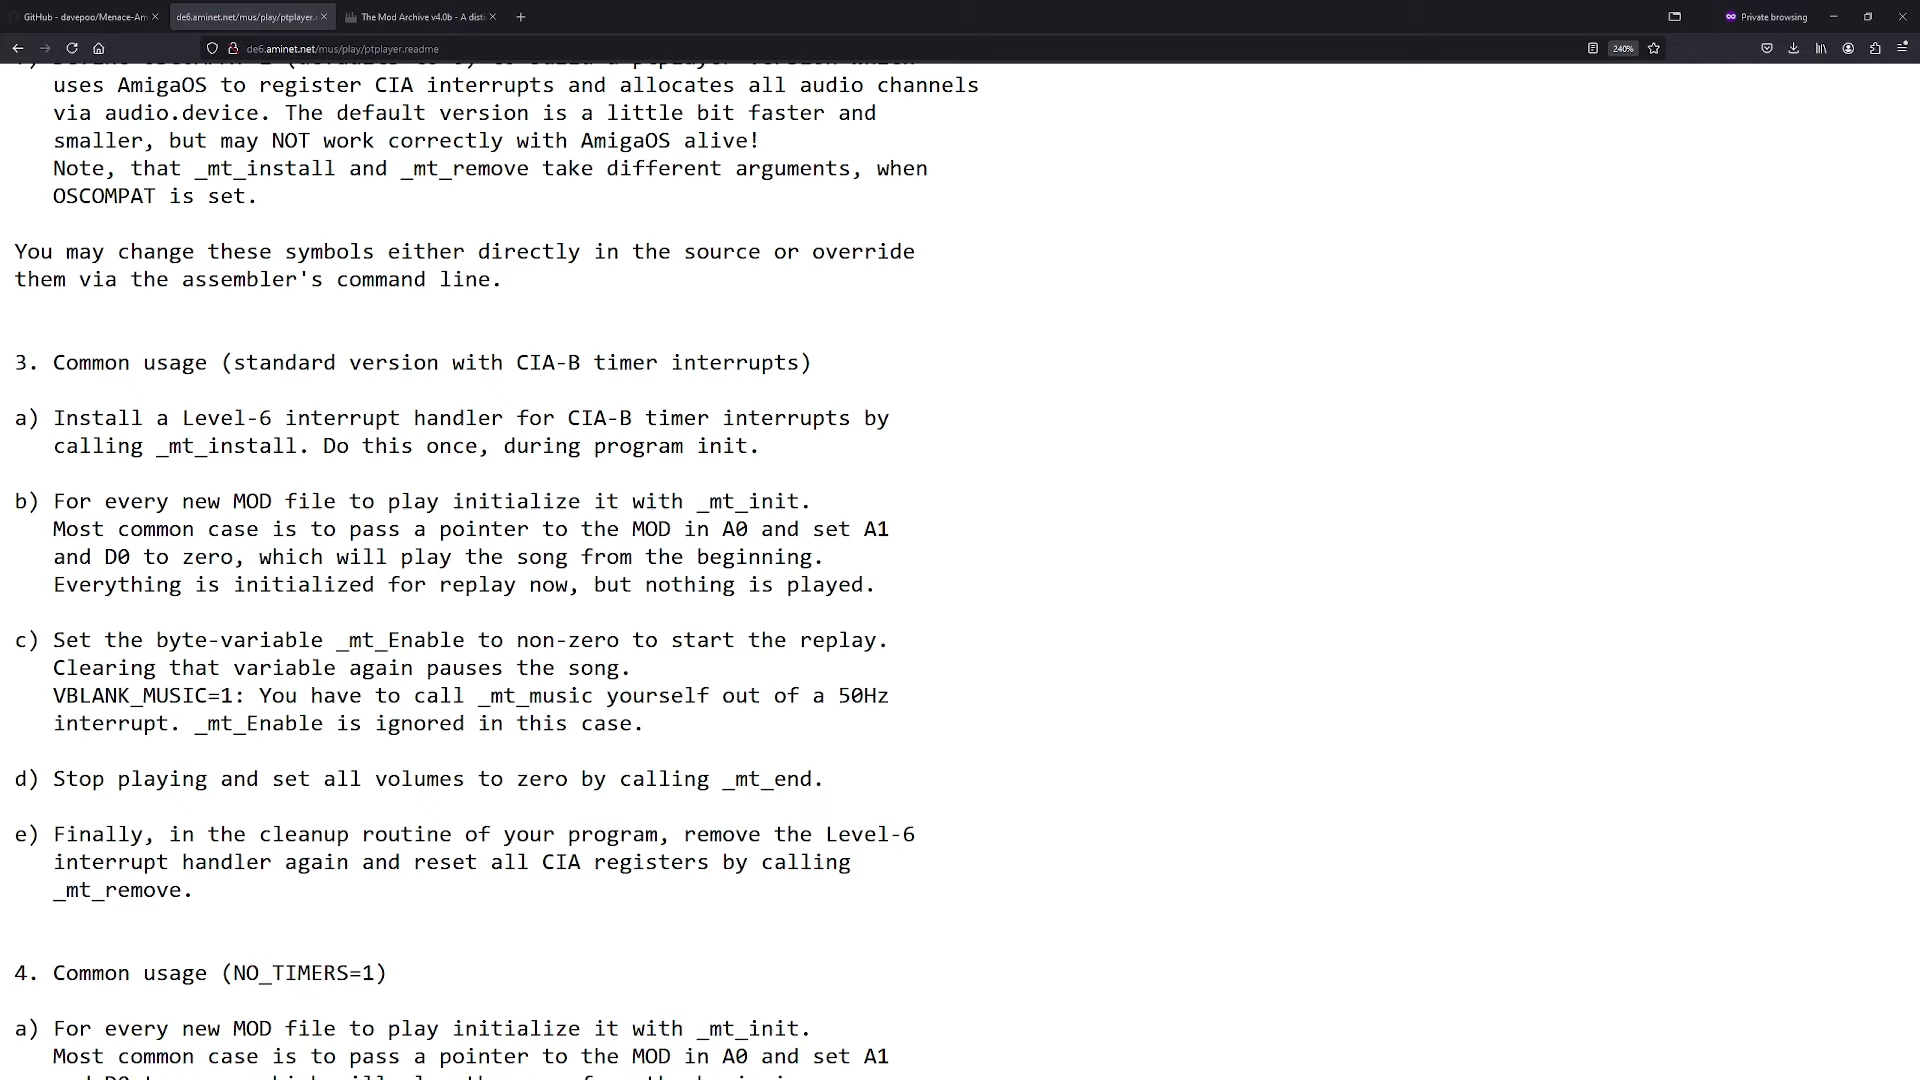 GitHub - davepoo/Menace-Am
de6.aminet.net/mus/play/ptplayer.
The Mod Archive v4.0b - A disti
Private browsing
de6.aminet.net/mus/play/ptplayer.readme
240%
uses AmigaOS to register CIA interrupts and allocates all audio channels
via audio.device. The default version is a little bit faster and
smaller, but may NOT work correctly with AmigaOS alive!
Note, that _mt_install and _mt_remove take different arguments, when
OSCOMPAT is set.
You may change these symbols either directly in the source or override
them via the assembler's command line.
3. Common usage (standard version with CIA-B timer interrupts)
a) Install a Level-6 interrupt handler for CIA-B timer interrupts by
calling _mt_install. Do this once, during program init.
b) For every new MOD file to play initialize it with _mt_init.
Most common case is to pass a pointer to the MOD in A0 and set A1
and D0 to zero, which will play the song from the beginning.
Everything is initialized for replay now, but nothing is played.
c) Set the byte-variable _mt_Enable to non-zero to start the replay.
Clearing that variable again pauses the song.
VBLANK_MUSIC=1: You have to call _mt_music yourself out of a 50Hz
interrupt. _mt_Enable is ignored in this case.
d) Stop playing and set all volumes to zero by calling _mt_end.
e) Finally, in the cleanup routine of your program, remove the Level-6
interrupt handler again and reset all CIA registers by calling
_mt_remove.
4. Common usage (NO_TIMERS=1)
a) For every new MOD file to play initialize it with _mt_init.
Most common case is to pass a pointer to the MOD in A0 and set A1